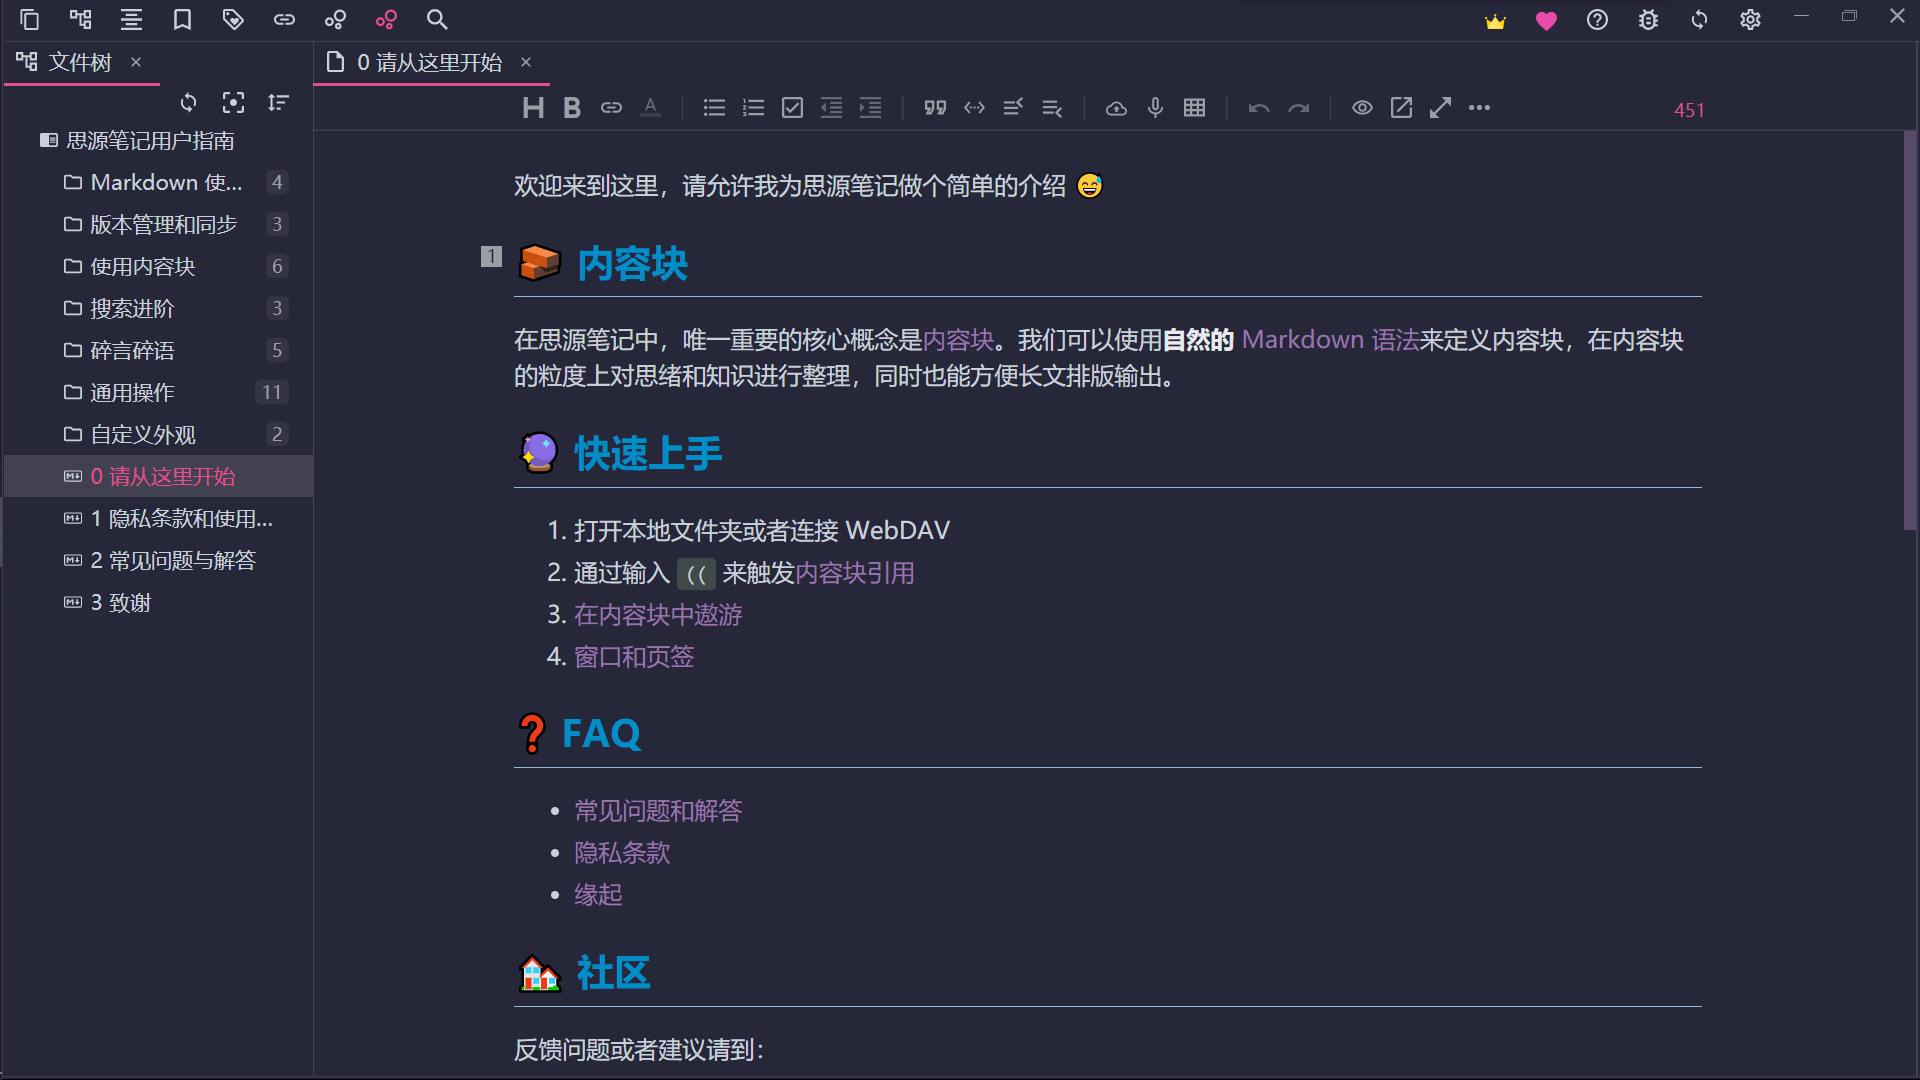 文件树
0 请从这里开始
451
思源笔记用户指南
Markdown 使... 4
版本管理和同步 3
使用内容块 6
搜索进阶 3
碎言碎语 5
通用操作 11
自定义外观 2
0 请从这里开始
1 隐私条款和使用...
2 常见问题与解答
3 致谢
欢迎来到这里，请允许我为思源笔记做个简单的介绍 😅
1
内容块
在思源笔记中，唯一重要的核心概念是内容块。我们可以使用自然的 Markdown 语法来定义内容块，在内容块
的粒度上对思绪和知识进行整理，同时也能方便长文排版输出。
快速上手
1. 打开本地文件夹或者连接 WebDAV
2. 通过输入 (( 来触发内容块引用
3. 在内容块中遨游
4. 窗口和页签
❓ FAQ
• 常见问题和解答
• 隐私条款
• 缘起
社区
反馈问题或者建议请到：